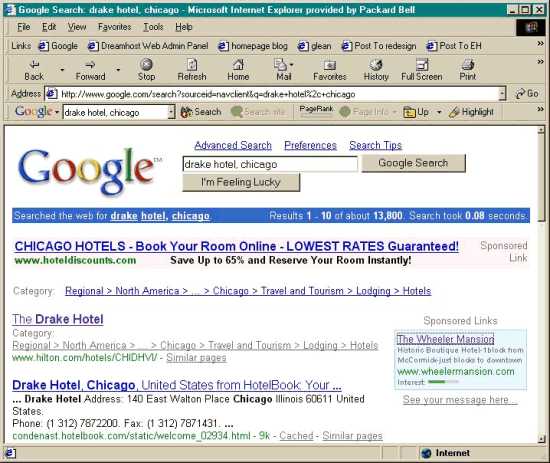 Google Search: drake hotel, chicago - Microsoft Internet Explorer provided by Packard Bell
File Edit View Favorites Tools Help
Links Google Dreamhost Web Admin Panel homepage blog glean Post To redesign Post To EH
Back Forward Stop Refresh Home Mail Favorites History Full Screen Print
Address http://www.google.com/search?sourceid=navclient&q=drake+hotel%2c+chicago Go
Google drake hotel, chicago Search Search site PageRank Page Info Up Highlight
Advanced Search Preferences Search Tips
Google™ drake hotel, chicago Google Search
I'm Feeling Lucky
Searched the web for drake hotel, chicago. Results 1 - 10 of about 13,800. Search took 0.08 seconds.
CHICAGO HOTELS - Book Your Room Online - LOWEST RATES Guaranteed! Sponsored
www.hoteldiscounts.com Save Up to 65% and Reserve Your Room Instantly! Link
Category: Regional > North America > ... > Chicago > Travel and Tourism > Lodging > Hotels
The Drake Hotel
Category:
Regional > North America > ... > Chicago > Travel and Tourism > Lodging > Hotels
www.hilton.com/hotels/CHIDHVI/ - Similar pages
Drake Hotel, Chicago, United States from HotelBook: Your ...
... Drake Hotel Address: 140 East Walton Place Chicago Illinois 60611 United
States.
Phone: (1 312) 7872200. Fax: (1 312) 7871431. ...
condenast.hotelbook.com/static/welcome_02934.html - 9k - Cached - Similar pages
Sponsored Links
The Wheeler Mansion
Historic Boutique Hotel-1block from
McCormick-just blocks to downtown
www.wheelermansion.com
Interest:
See your message here...
Internet